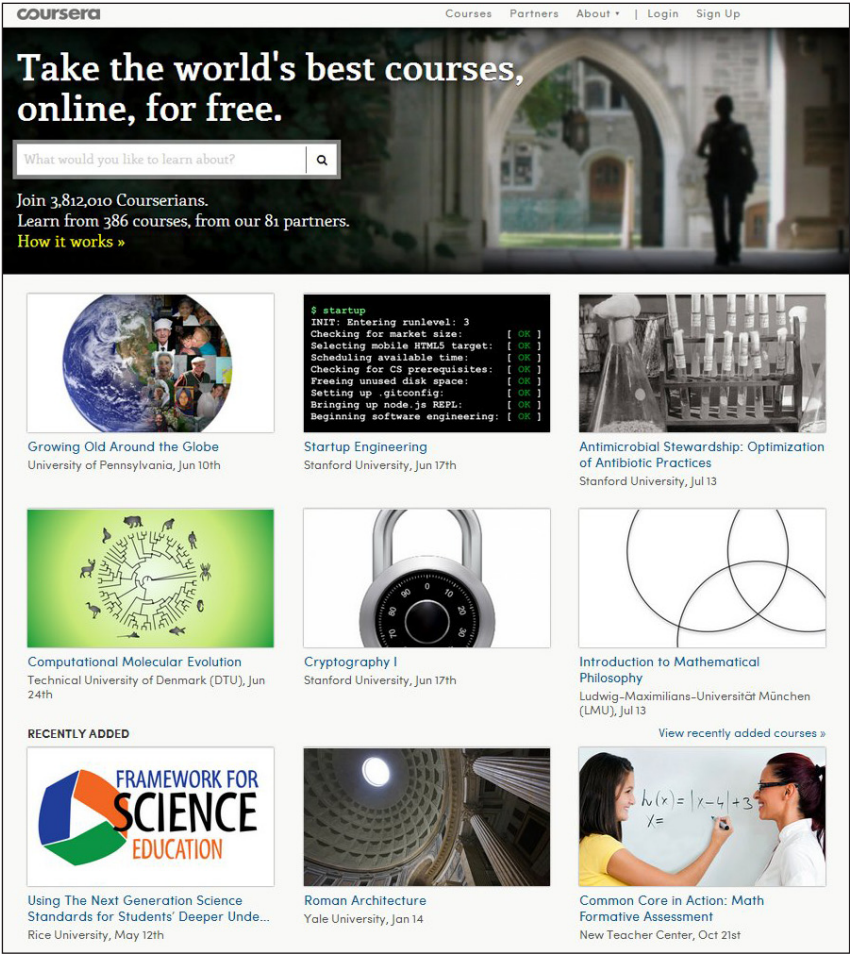 coursera
Courses Partners About ▾ | Login Sign Up
Take the world's best courses,
online, for free.
What would you like to learn about?
Join 3,812,010 Courserians.
Learn from 386 courses, from our 81 partners.
How it works »
$ startup
INIT: Entering runlevel: 3
Checking for market size: [ OK ]
Selecting mobile HTML5 target: [ OK ]
Scheduling available time: [ OK ]
Checking for CS prerequisites: [ OK ]
Freeing unused disk space: [ OK ]
Setting up .gitconfig: [ OK ]
Bringing up node.js REPL: [ OK ]
Beginning software engineering: [ OK ]
Growing Old Around the Globe
University of Pennsylvania, Jun 10th
Startup Engineering
Stanford University, Jun 17th
Antimicrobial Stewardship: Optimization
of Antibiotic Practices
Stanford University, Jul 13
80 90 0 10 20
70 30
Computational Molecular Evolution
Technical University of Denmark (DTU), Jun
24th
Cryptography I
Stanford University, Jun 17th
Introduction to Mathematical
Philosophy
Ludwig-Maximilians-Universität München
(LMU), Jul 13
RECENTLY ADDED
View recently added courses »
FRAMEWORK FOR
SCIENCE
EDUCATION
h(x) = |x-4| + 3
x=
Using The Next Generation Science
Standards for Students' Deeper Unde...
Rice University, May 12th
Roman Architecture
Yale University, Jan 14
Common Core in Action: Math
Formative Assessment
New Teacher Center, Oct 21st